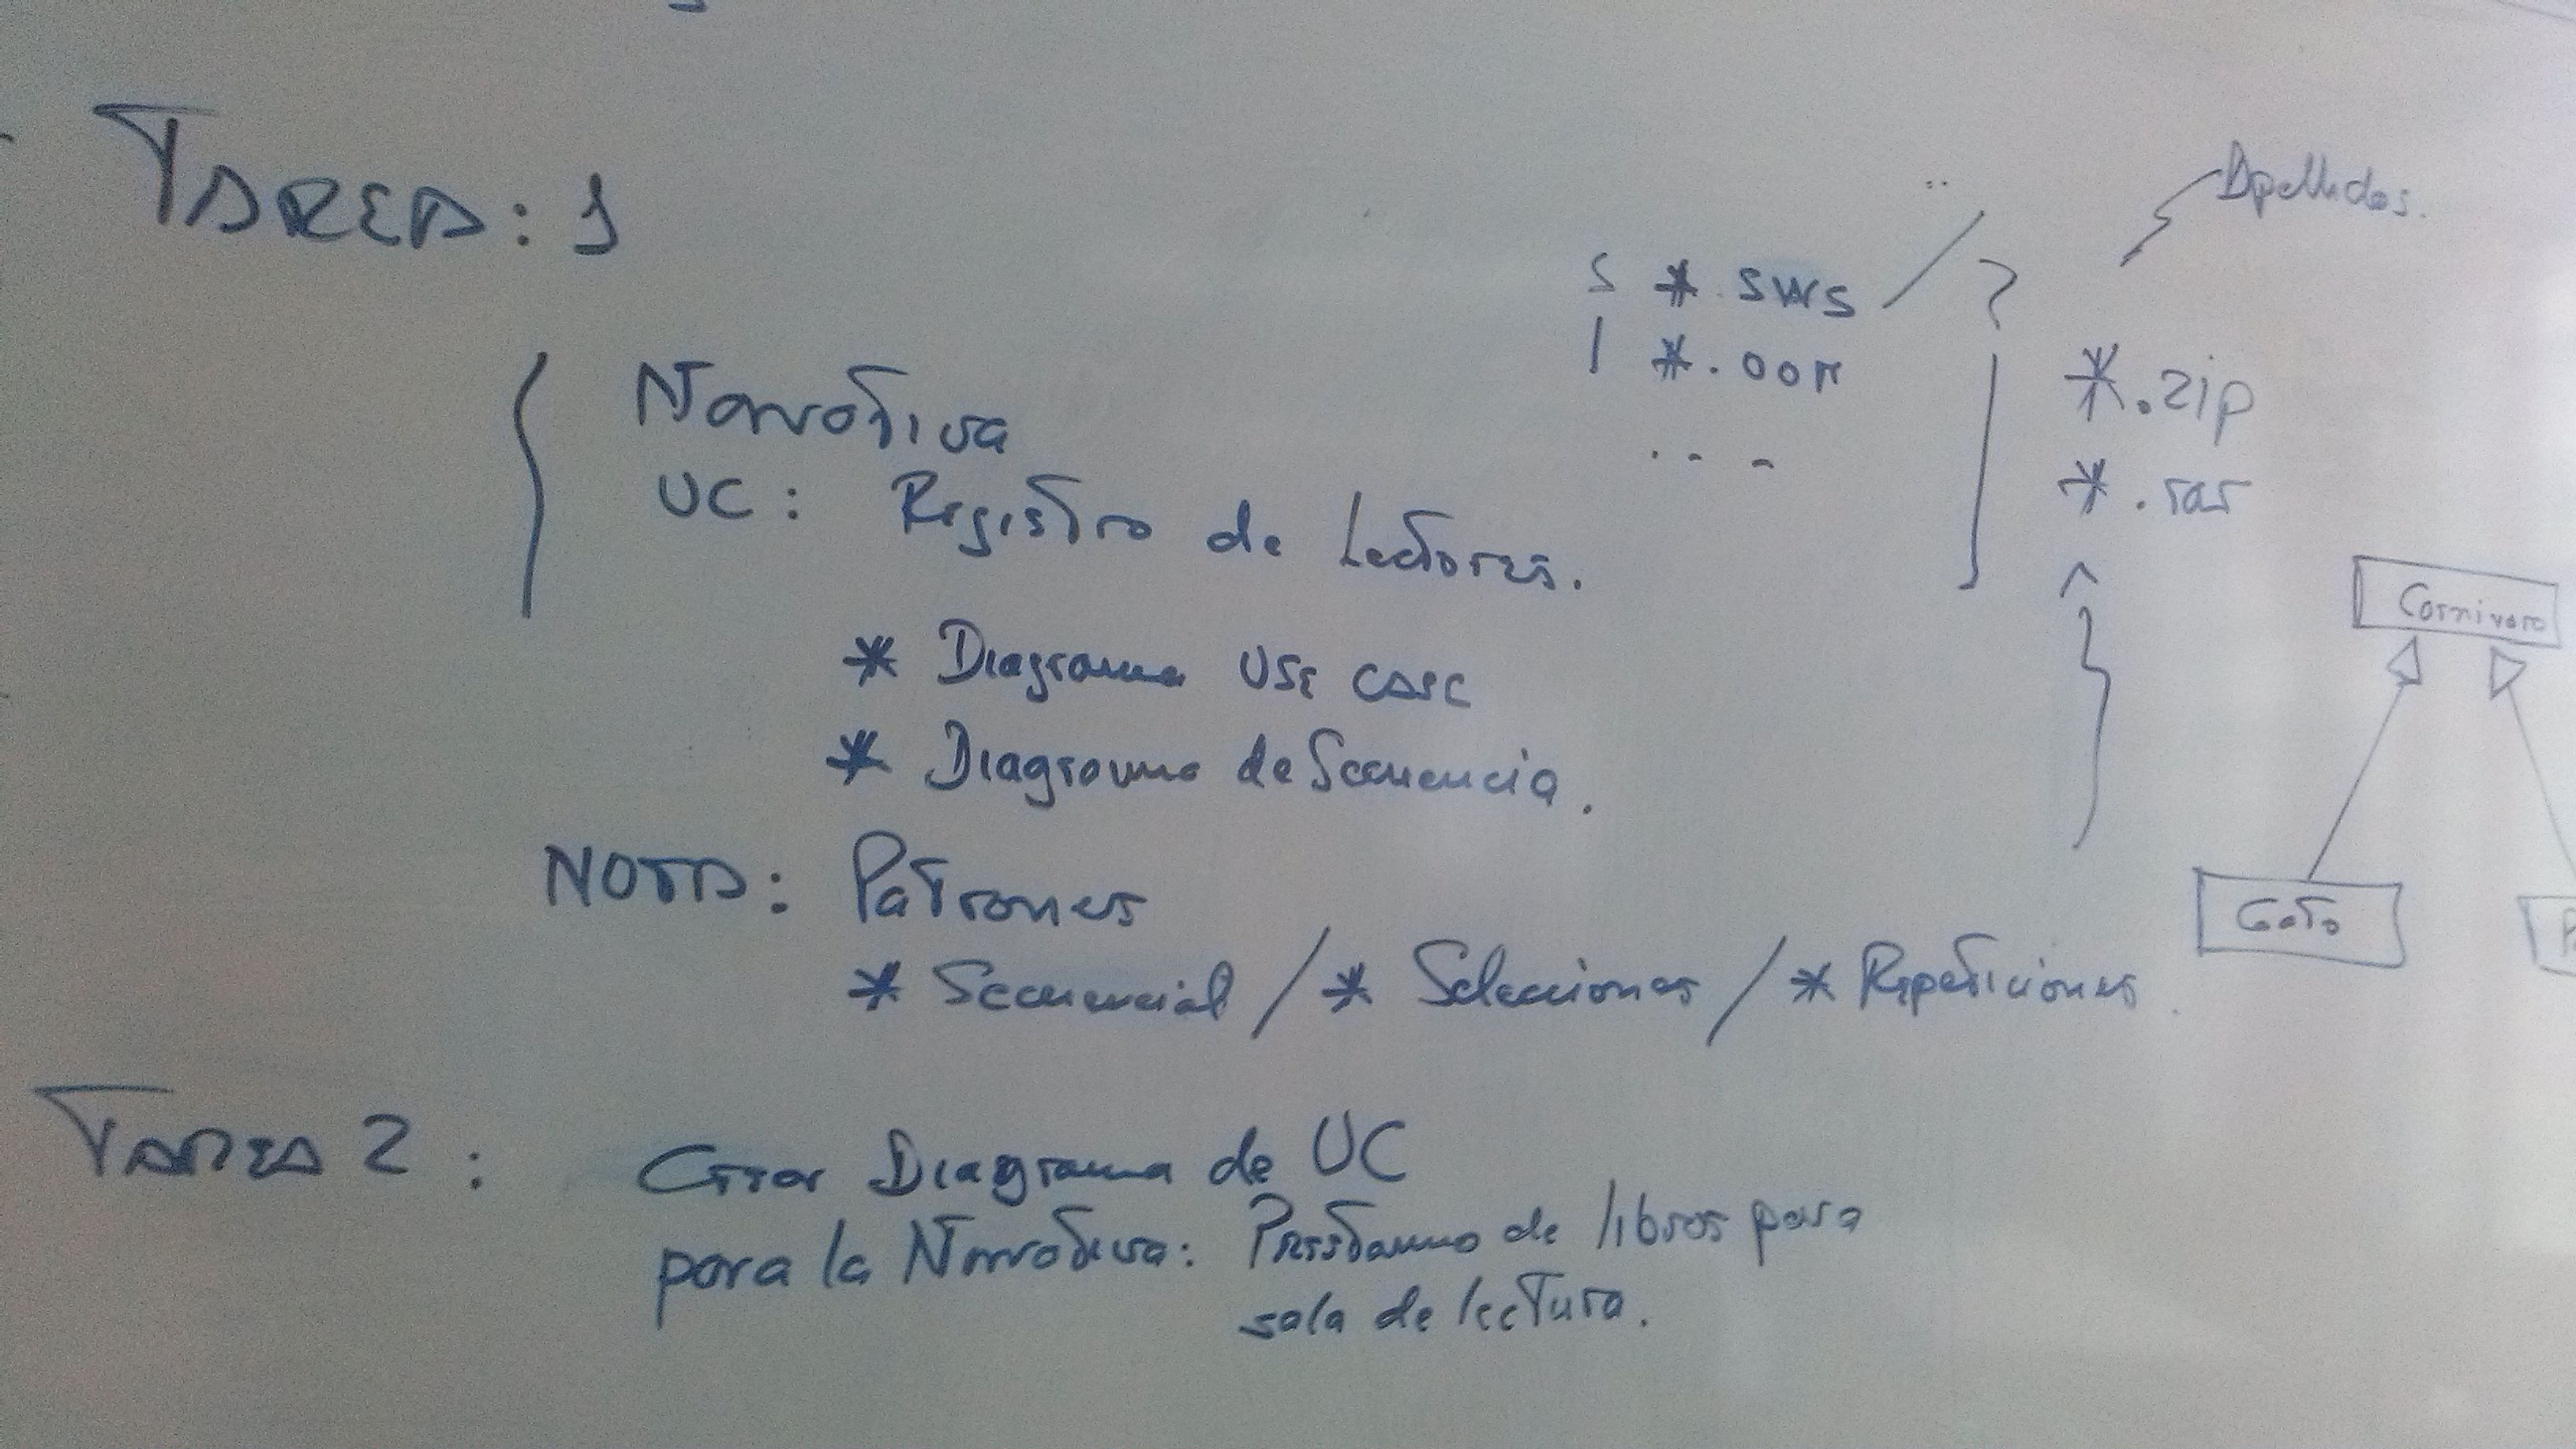 TAREA: 1
Apellidos.
*.sws
*.oom
...
*.zip
*.rar
Narrativa
UC: Registro de Lectores.
* Diagrama USE CASE
* Diagrama de Secuencia.
Carnivoro
Gato
NOTA: Patrones
* Secuencial / * Selecciones / * Repeticiones.
TAREA 2: Crear Diagrama de UC
para la Narrativa: Prestamo de libros para
sala de lectura.